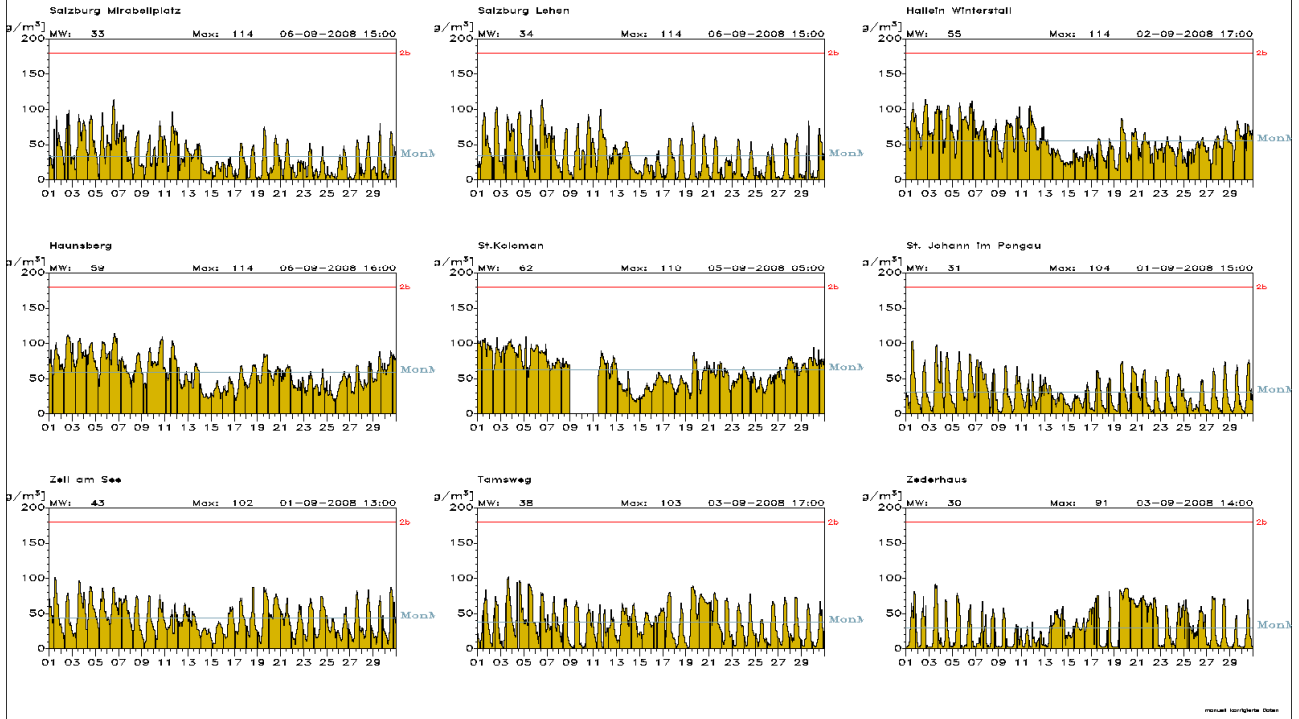 Salzburg Mirabellplatz
g/m³]
MW: 33 Max: 114 06-09-2008 15:00
200
150
100
50
0
2b
MonM
01 03 05 07 09 11 13 15 17 19 21 23 25 27 29
Salzburg Lehen
g/m³]
MW: 34 Max: 114 06-09-2008 15:00
200
150
100
50
0
2b
MonM
01 03 05 07 09 11 13 15 17 19 21 23 25 27 29
Hallein Winterstall
g/m³]
MW: 55 Max: 114 02-09-2008 17:00
200
150
100
50
0
2b
MonM
01 03 05 07 09 11 13 15 17 19 21 23 25 27 29
Haunsberg
g/m³]
MW: 59 Max: 114 06-09-2008 16:00
200
150
100
50
0
2b
MonM
01 03 05 07 09 11 13 15 17 19 21 23 25 27 29
St.Koloman
g/m³]
MW: 62 Max: 110 05-09-2008 05:00
200
150
100
50
0
2b
MonM
01 03 05 07 09 11 13 15 17 19 21 23 25 27 29
St. Johann im Pongau
g/m³]
MW: 31 Max: 104 01-09-2008 15:00
200
150
100
50
0
2b
MonM
01 03 05 07 09 11 13 15 17 19 21 23 25 27 29
Zell am See
g/m³]
MW: 43 Max: 102 01-09-2008 13:00
200
150
100
50
0
2b
MonM
01 03 05 07 09 11 13 15 17 19 21 23 25 27 29
Tamsweg
g/m³]
MW: 38 Max: 103 03-09-2008 17:00
200
150
100
50
0
2b
MonM
01 03 05 07 09 11 13 15 17 19 21 23 25 27 29
Zederhaus
g/m³]
MW: 30 Max: 91 03-09-2008 14:00
200
150
100
50
0
2b
MonM
01 03 05 07 09 11 13 15 17 19 21 23 25 27 29
manuell korrigierte Daten